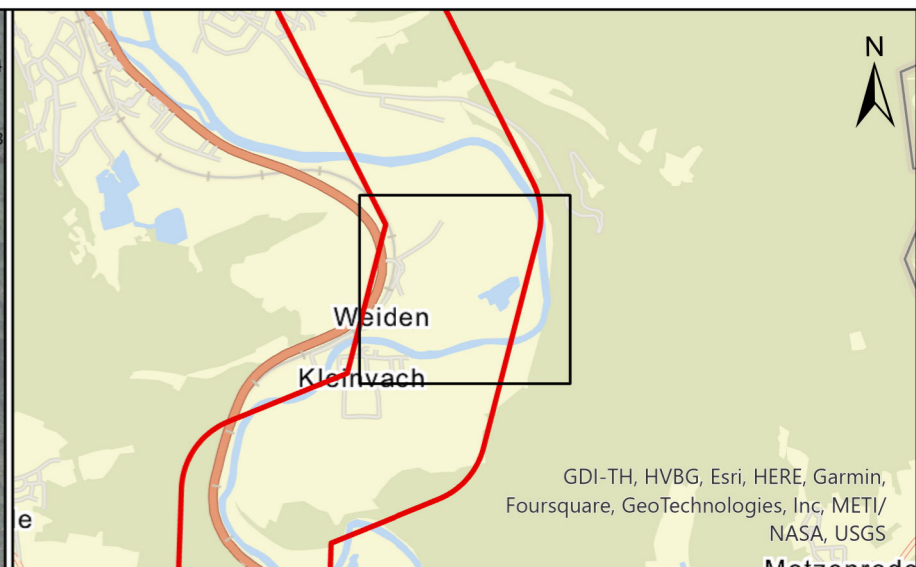 N
Weiden
Kleinvach
GDI-TH, HVBG, Esri, HERE, Garmin,
Foursquare, GeoTechnologies, Inc, METI/
NASA, USGS
e